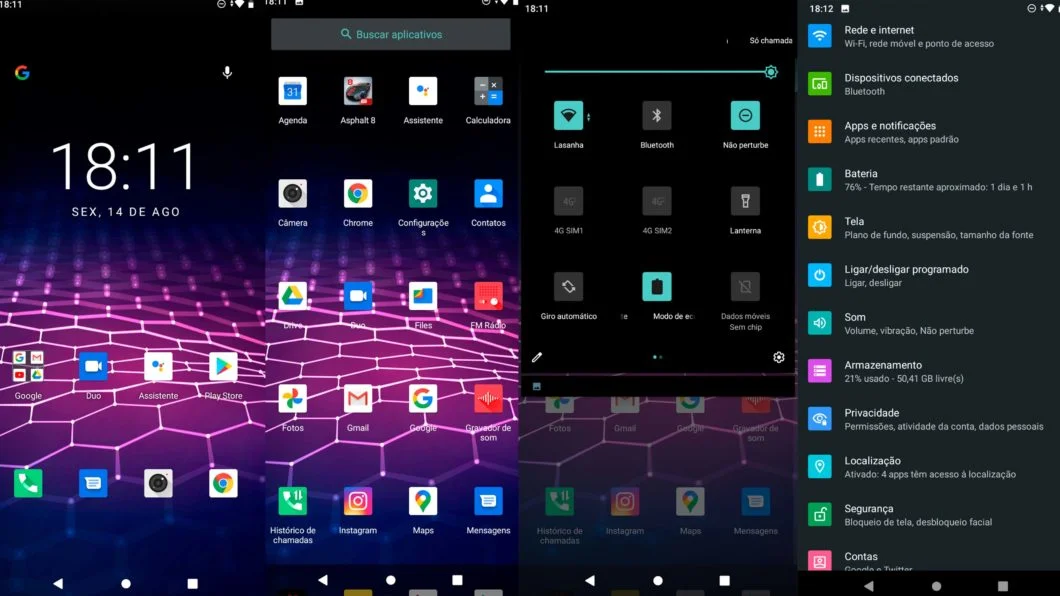 18:11
18:11
SEX, 14 DE AGO
Google
Duo
Assistente
Play Store
18:11
Buscar aplicativos
31
Agenda
8
Asphalt 8
Assistente
Calculadora
Câmera
Chrome
Configuraçõe
s
Contatos
Drive
Duo
Files
FM Rádio
Fotos
Gmail
Google
Gravador de
som
Histórico de
chamadas
Instagram
Maps
Mensagens
18:11
Só chamada
Lasanha
Bluetooth
Não perturbe
4G
4G
4G SIM1
4G SIM2
Lanterna
Giro automático
Modo de ec
Dados móveis
Sem chip
Fotos
Gmail
Google
Gravador de
som
Histórico de
chamadas
Instagram
Maps
Mensagens
18:12
Rede e internet
Wi-Fi, rede móvel e ponto de acesso
Dispositivos conectados
Bluetooth
Apps e notificações
Apps recentes, apps padrão
Bateria
76% - Tempo restante aproximado: 1 dia e 1 h
Tela
Plano de fundo, suspensão, tamanho da fonte
Ligar/desligar programado
Ligar, desligar
Som
Volume, vibração, Não perturbe
Armazenamento
21% usado - 50,41 GB livre(s)
Privacidade
Permissões, atividade da conta, dados pessoais
Localização
Ativado: 4 apps têm acesso à localização
Segurança
Bloqueio de tela, desbloqueio facial
Contas
Google e Twitter